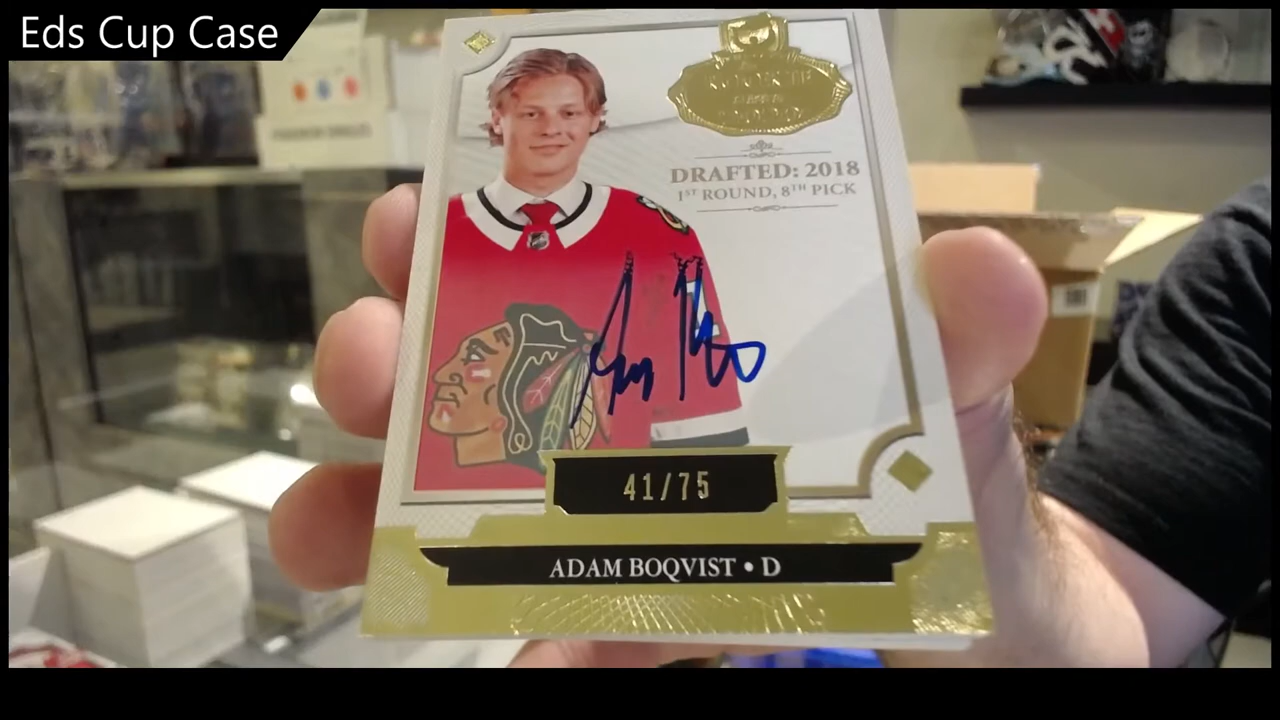 Eds Cup Case
DRAFTED: 2018
1ST ROUND, 8TH PICK
41/75
ADAM BOQVIST • D